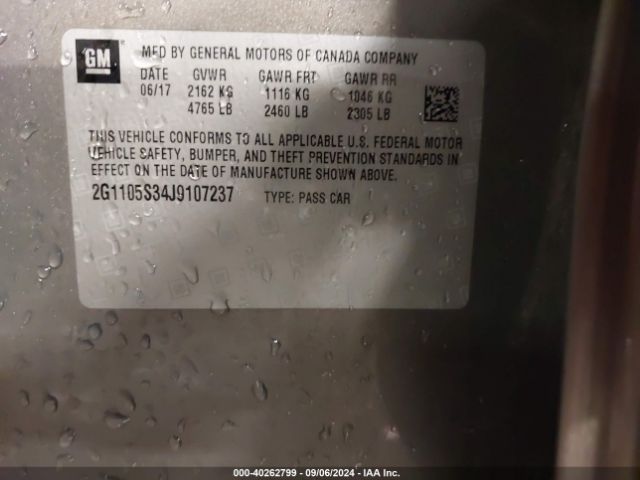 GM
MFD BY GENERAL MOTORS OF CANADA COMPANY
DATE GVWR GAWR FRT GAWR RR
06/17 2162 KG 1116 KG 1046 KG
4765 LB 2460 LB 2305 LB
THIS VEHICLE CONFORMS TO ALL APPLICABLE U.S. FEDERAL MOTOR
VEHICLE SAFETY, BUMPER, AND THEFT PREVENTION STANDARDS IN
EFFECT ON THE DATE OF MANUFACTURE SHOWN ABOVE.
2G1105S34J9107237 TYPE: PASS CAR
000-40262799 - 09/06/2024 - IAA Inc.